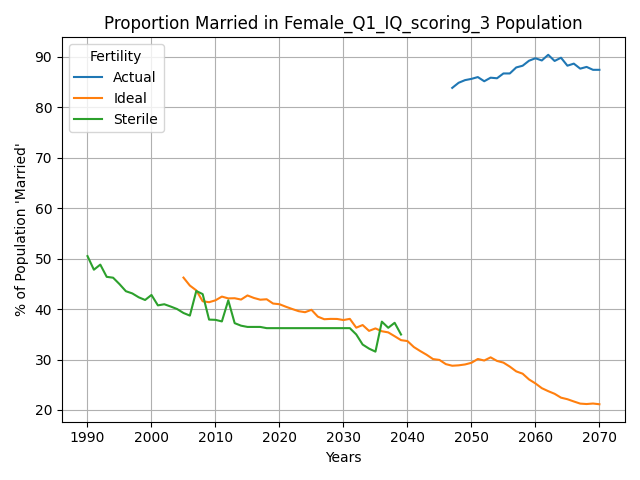 Proportion Married in Female_Q1_IQ_scoring_3 Population
Fertility
Actual
Ideal
Sterile
% of Population 'Married'
90
80
70
60
50
40
30
20
1990 2000 2010 2020 2030 2040 2050 2060 2070
Years